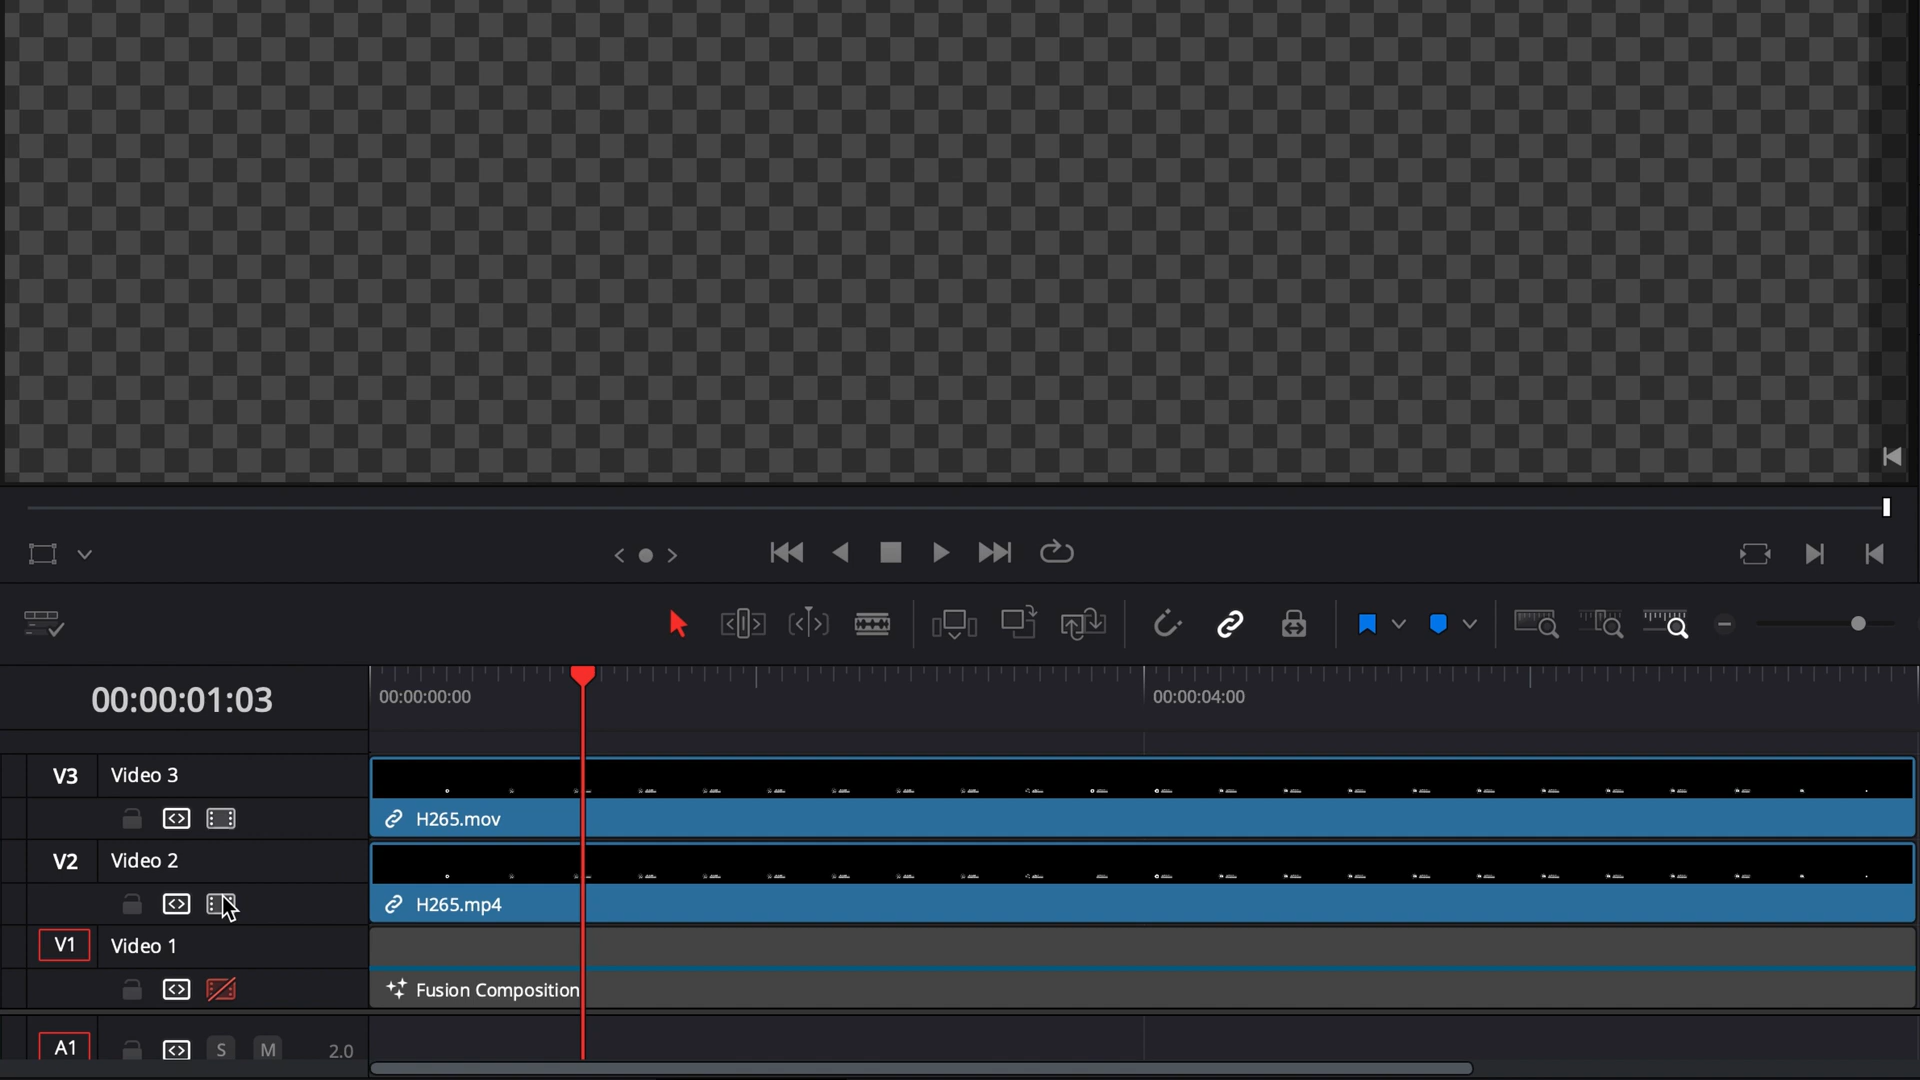 00:00:01:03
00:00:00:00
00:00:04:00
V3 Video 3
H265.mov
V2 Video 2
H265.mp4
V1 Video 1
Fusion Composition
A1 S M 2.0